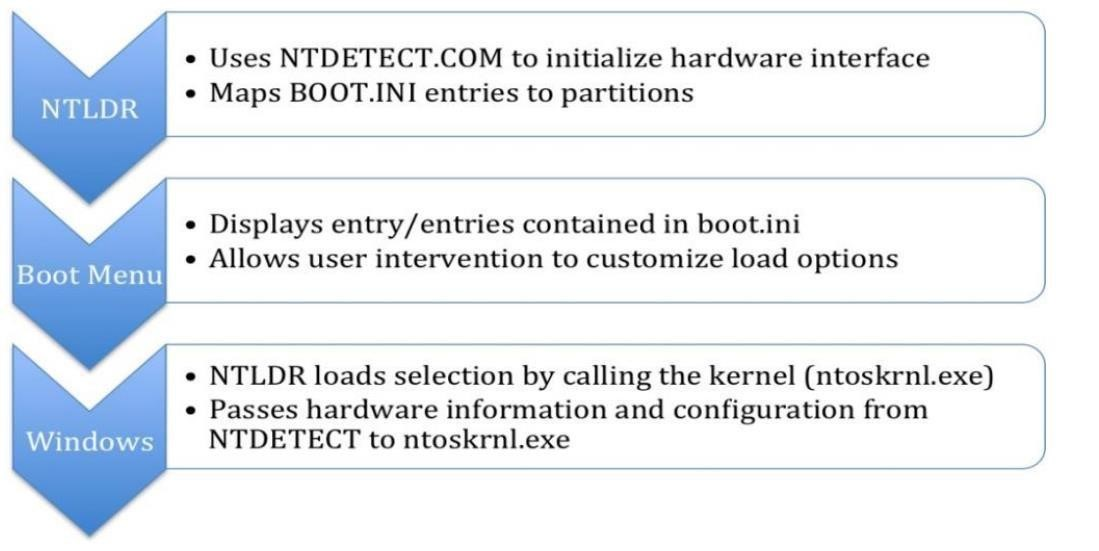 NTLDR
• Uses NTDETECT.COM to initialize hardware interface
• Maps BOOT.INI entries to partitions
Boot Menu
• Displays entry/entries contained in boot.ini
• Allows user intervention to customize load options
Windows
• NTLDR loads selection by calling the kernel (ntoskrnl.exe)
• Passes hardware information and configuration from
NTDETECT to ntoskrnl.exe